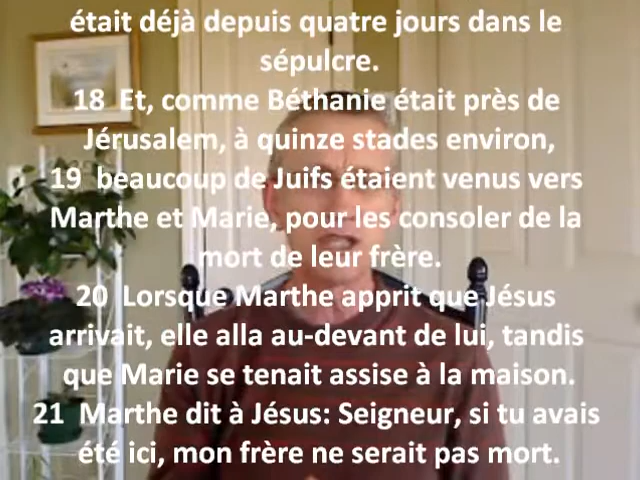 était déjà depuis quatre jours dans le
sépulcre.
18  Et, comme Béthanie était près de
Jérusalem, à quinze stades environ,
19  beaucoup de Juifs étaient venus vers
Marthe et Marie, pour les consoler de la
mort de leur frère.
20  Lorsque Marthe apprit que Jésus
arrivait, elle alla au-devant de lui, tandis
que Marie se tenait assise à la maison.
21  Marthe dit à Jésus: Seigneur, si tu avais
été ici, mon frère ne serait pas mort.